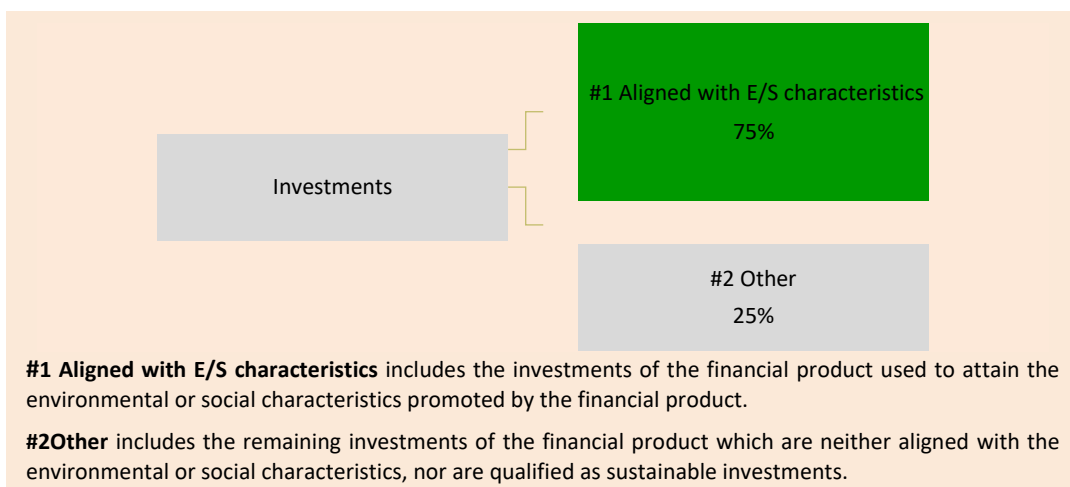 #1 Aligned with E/S characteristics
75%
Investments
#2 Other
25%
#1 Aligned with E/S characteristics includes the investments of the financial product used to attain the
environmental or social characteristics promoted by the financial product.
#2Other includes the remaining investments of the financial product which are neither aligned with the
environmental or social characteristics, nor are qualified as sustainable investments.